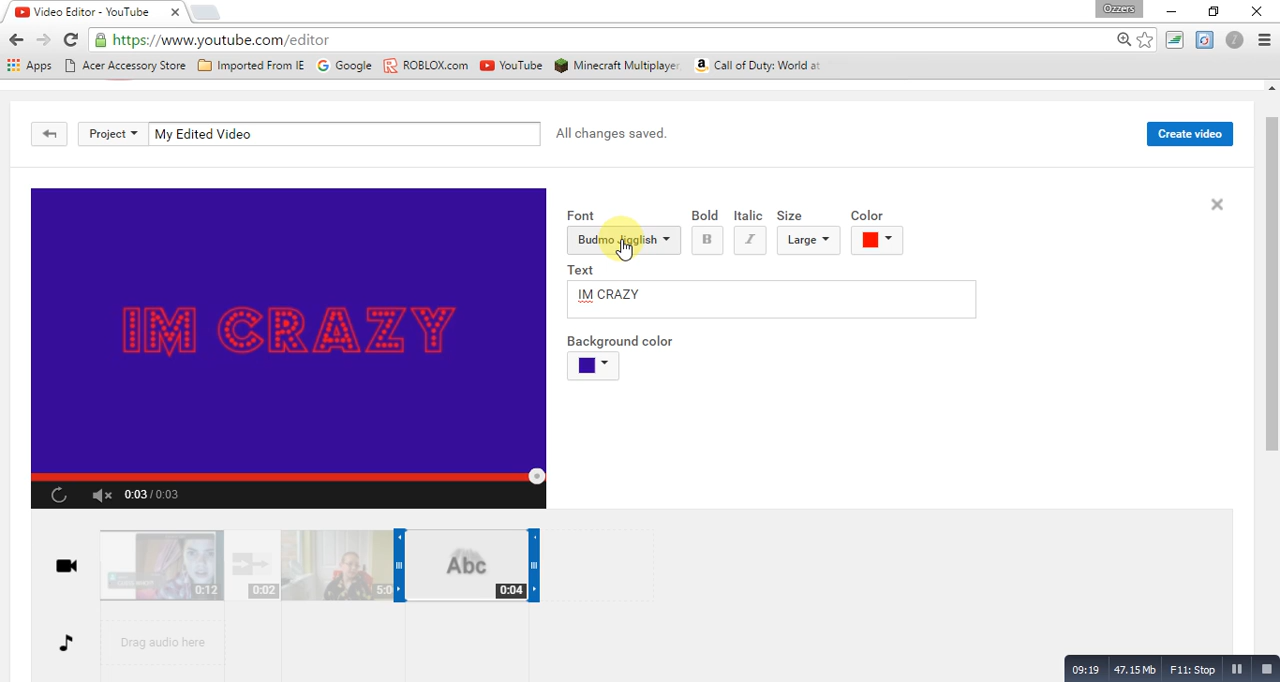 Video Editor - YouTube
Ozzers
https://www.youtube.com/editor
Apps Acer Accessory Store Imported From IE Google ROBLOX.com YouTube Minecraft Multiplayer Call of Duty: World at
Project My Edited Video All changes saved. Create video
Font Bold Italic Size Color
Budmo Jigglish B I Large
Text
IM CRAZY
Background color
IM CRAZY
0:03 / 0:03
0:12 0:02 5:0 Abc 0:04
Drag audio here
09:19 47.15 Mb F11: Stop